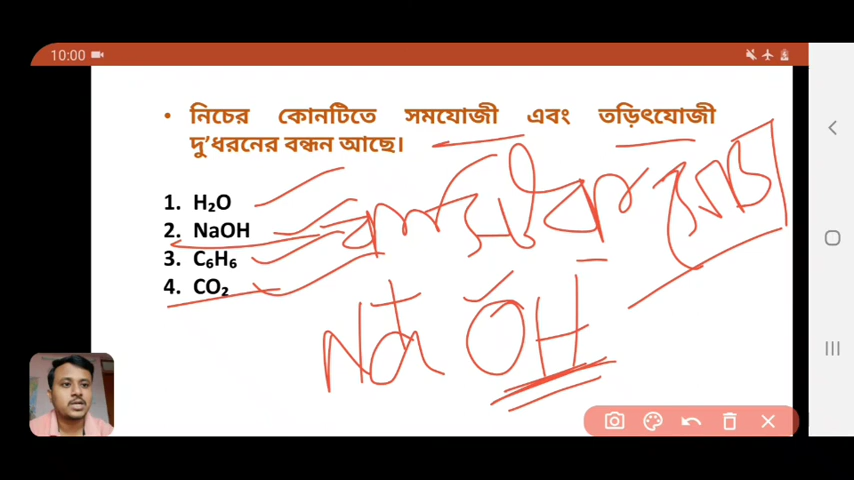 10:00
• নিচের কোনটিতে সমযোজী এবং তড়িৎযোজী
দু'ধরনের বন্ধন আছে।
1. H₂O
2. NaOH
3. C₆H₆
4. CO₂
Na⁺ OH⁻